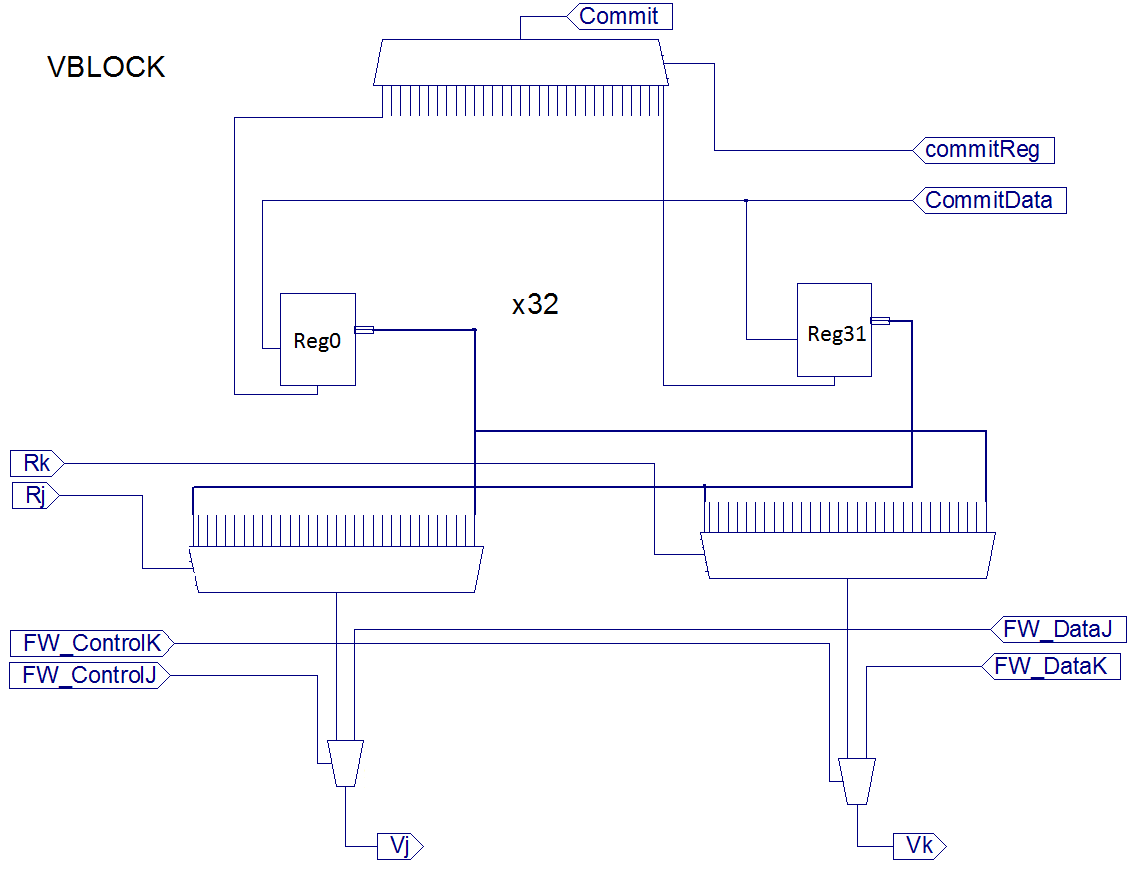 Commit
VBLOCK
commitReg
CommitData
x32
Reg0
Reg31
Rk
Rj
FW_ControlK
FW_DataJ
FW_ControlJ
FW_DataK
Vj
Vk